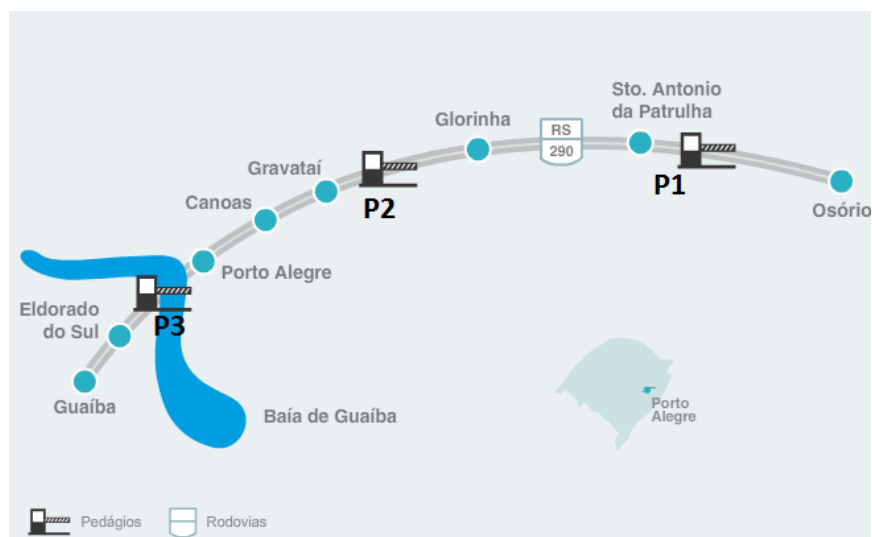 Sto. Antonio
da Patrulha
Glorinha
RS
290
P1
Gravataí
P2
Osório
Canoas
Porto Alegre
P3
Eldorado
do Sul
Guaíba
Baía de Guaíba
Porto
Alegre
Pedágios
Rodovias